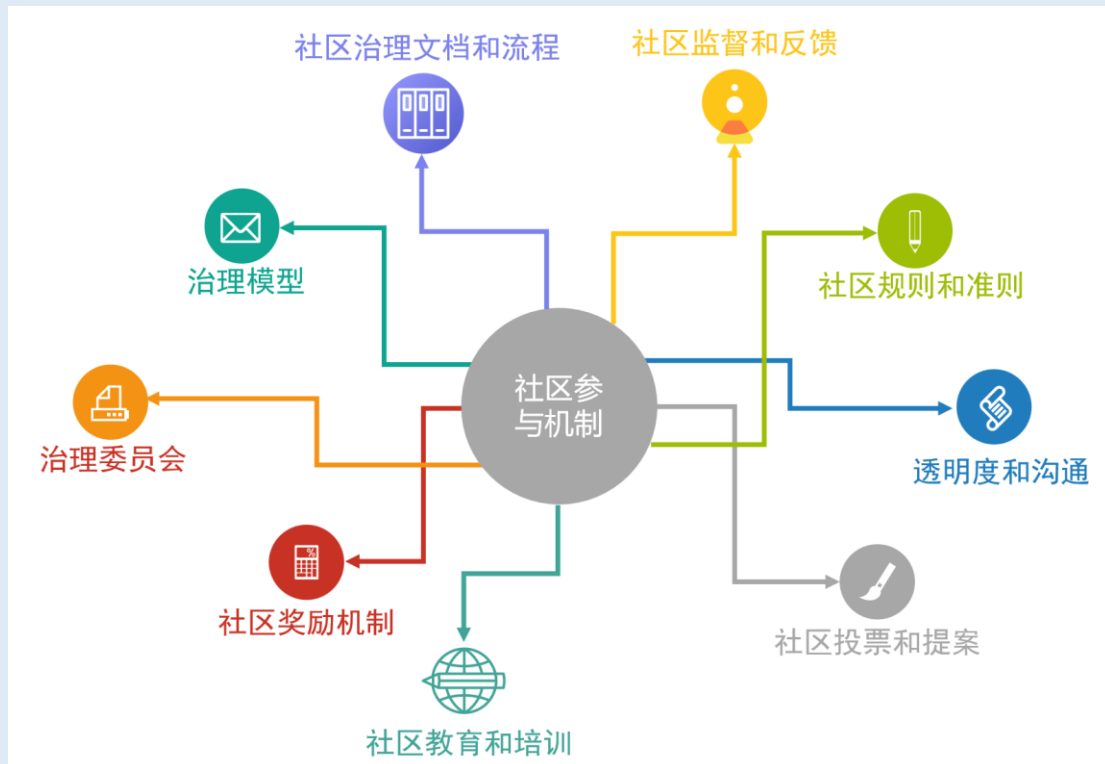 社区治理文档和流程
社区监督和反馈
治理模型
社区规则和准则
社区参
与机制
治理委员会
透明度和沟通
%
社区奖励机制
社区投票和提案
社区教育和培训